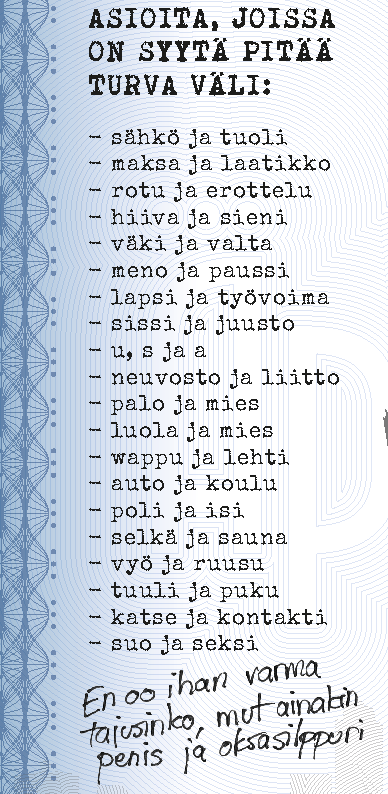 ASIOITA, JOISSA
ON SYYTÄ PITÄÄ
TURVA VÄLI:
– sähkö ja tuoli
– maksa ja laatikko
– rotu ja erottelu
– hiiva ja sieni
– väki ja valta
– meno ja paussi
– lapsi ja työvoima
– sissi ja juusto
– u, s ja a
– neuvosto ja liitto
– palo ja mies
– luola ja mies
– wappu ja lehti
– auto ja koulu
– poli ja isi
– selkä ja sauna
– vyö ja ruusu
– tuuli ja puku
– katse ja kontakti
– suo ja seksi
En oo ihan varma
tajusinko, mut ainakin
penis ja oksasilppuri